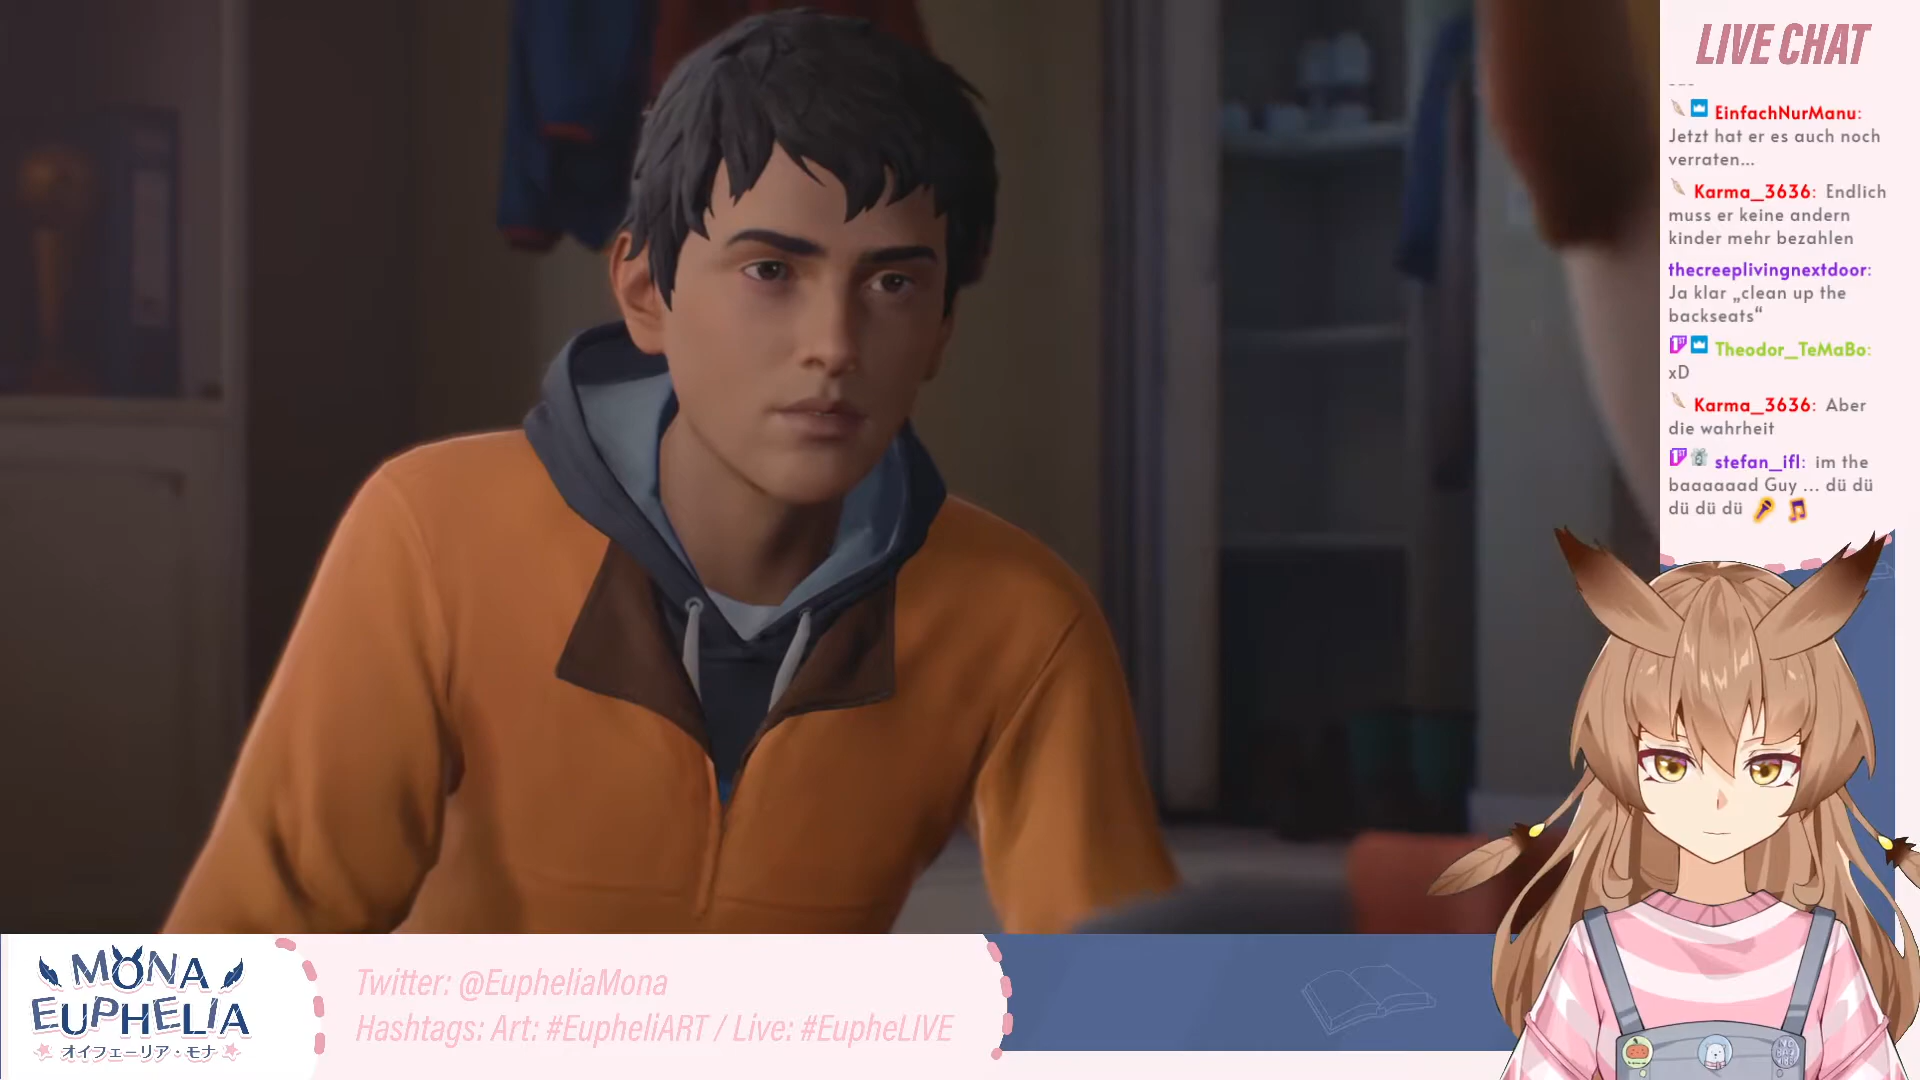 LIVE CHAT
EinfachNurManu:
Jetzt hat er es auch noch
verraten...
Karma_3636: Endlich
muss er keine andern
kinder mehr bezahlen
thecreeplivingnextdoor:
Ja klar „clean up the
backseats“
Theodor_TeMaBo:
xD
Karma_3636: Aber
die wahrheit
stefan_ifl: im the
baaaaaad Guy ... dü dü
dü dü dü
MONA
EUPHELIA
オイフェーリア・モナ
Twitter: @EupheliaMona
Hashtags: Art: #EupheliART / Live: #EupheLIVE